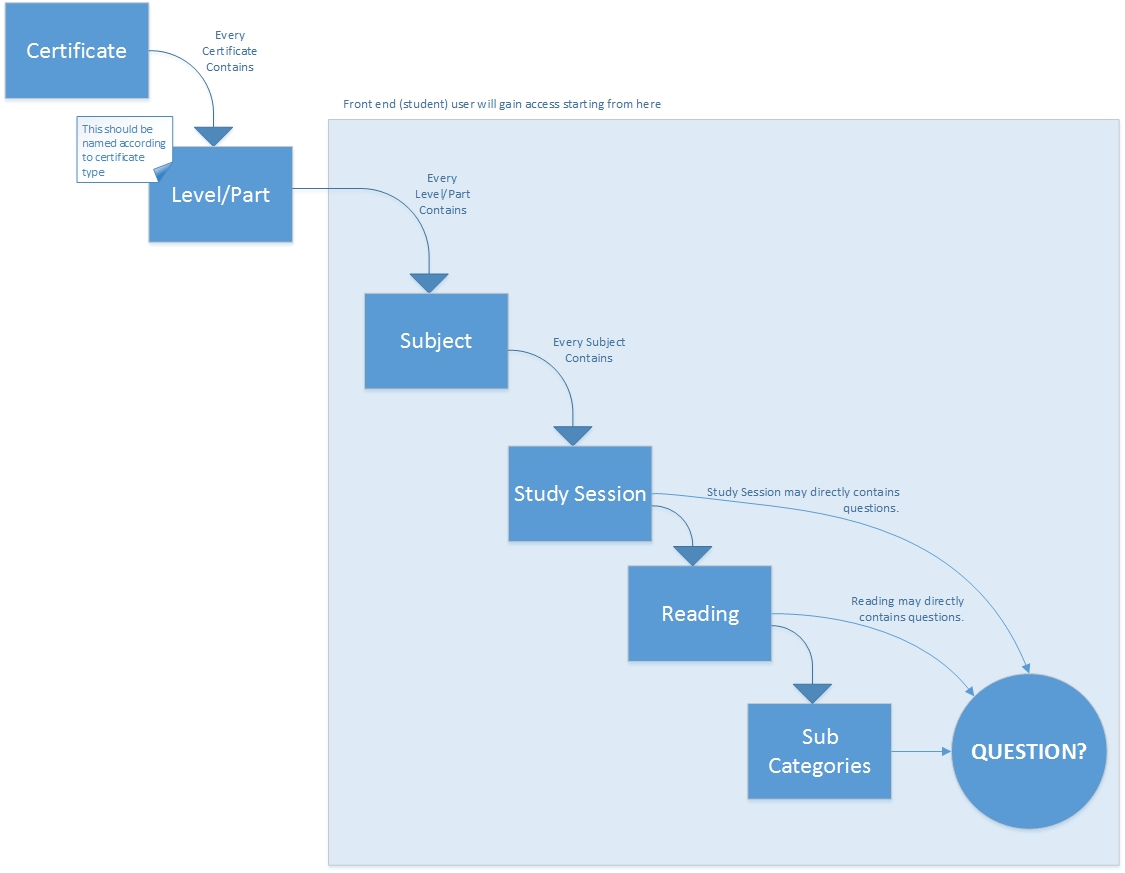 Certificate
Every
Certificate
Contains
Front end (student) user will gain access starting from here
This should be
named according
to certificate
type
Level/Part
Every
Level/Part
Contains
Subject
Every Subject
Contains
Study Session
Study Session may directly contains
questions.
Reading
Reading may directly
contains questions.
Sub
Categories
QUESTION?